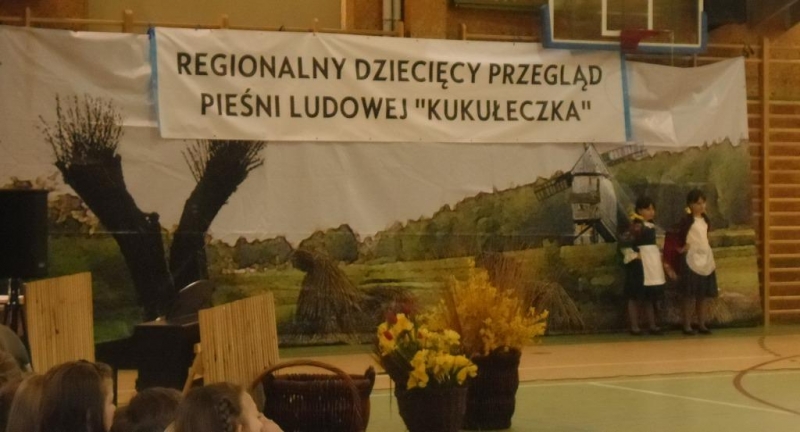 REGIONALNY DZIECIĘCY PRZEGLĄD
PIEŚNI LUDOWEJ "KUKUŁECZKA"